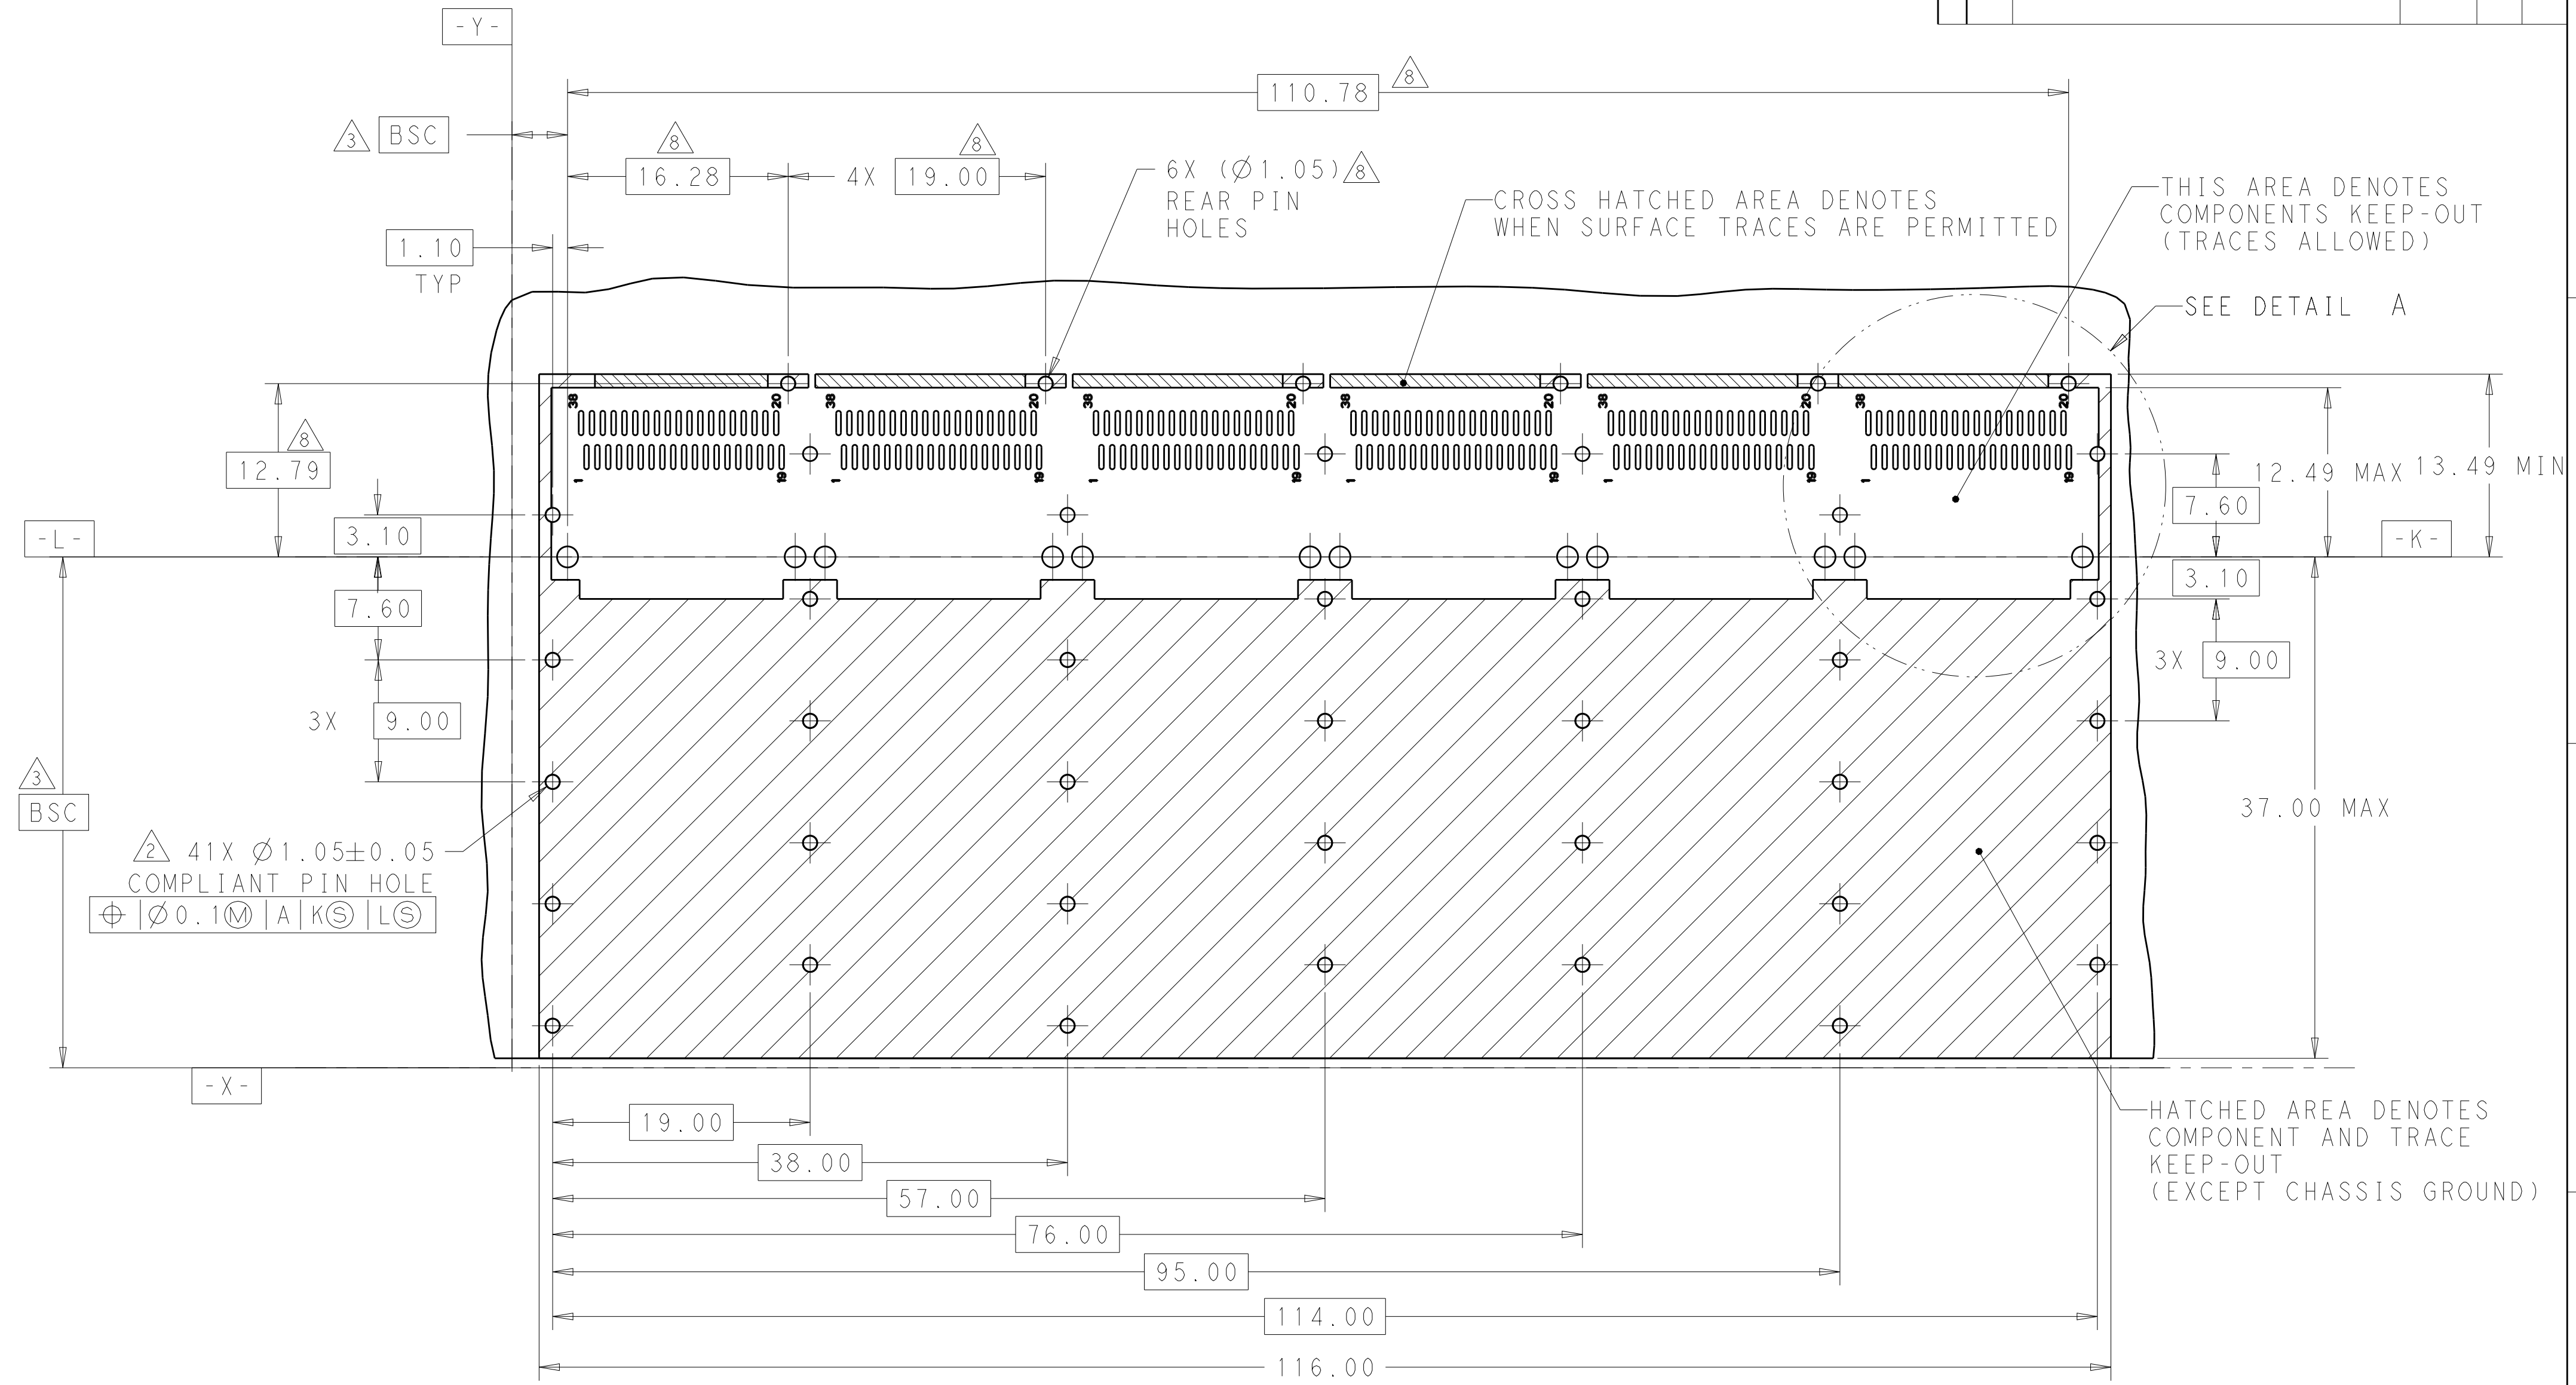 -Y-
110.78 8
3 BSC
8
8
16.28 4X 19.00
6X (Ø1.05) 8
REAR PIN
HOLES
CROSS HATCHED AREA DENOTES
WHEN SURFACE TRACES ARE PERMITTED
THIS AREA DENOTES
COMPONENTS KEEP-OUT
(TRACES ALLOWED)
1.10
TYP
SEE DETAIL A
38 20 38 20 38 20 38 20 38 20 38 20
1 19 1 19 1 19 1 19 1 19 1 19
8
12.79
12.49 MAX
13.49 MIN
7.60
3.10
-L-
-K-
3.10
7.60
3X 9.00
3X 9.00
3
BSC
37.00 MAX
2 41X Ø1.05±0.05
COMPLIANT PIN HOLE
⌖|Ø0.1Ⓜ|A|KⓈ|LⓈ
-X-
HATCHED AREA DENOTES
COMPONENT AND TRACE
KEEP-OUT
(EXCEPT CHASSIS GROUND)
19.00
38.00
57.00
76.00
95.00
114.00
116.00